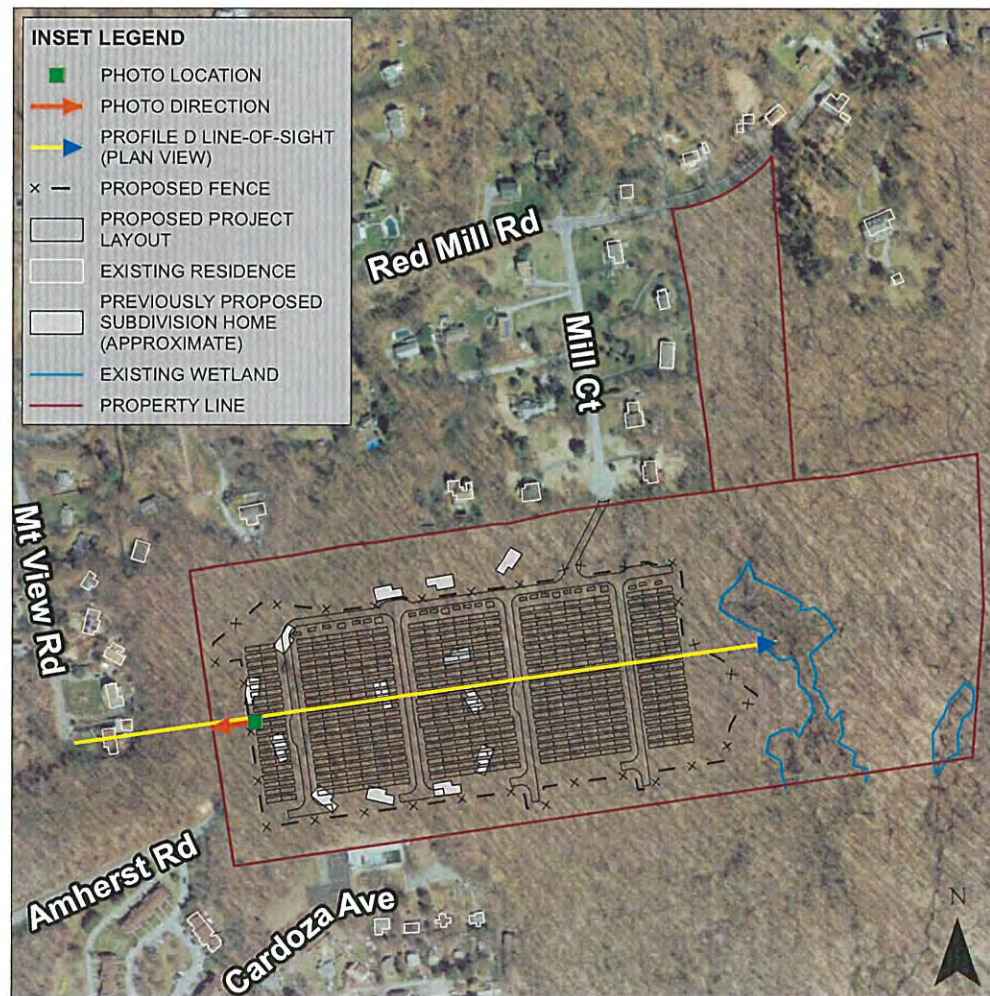 INSET LEGEND
PHOTO LOCATION
PHOTO DIRECTION
PROFILE D LINE-OF-SIGHT
(PLAN VIEW)
PROPOSED FENCE
PROPOSED PROJECT
LAYOUT
EXISTING RESIDENCE
PREVIOUSLY PROPOSED
SUBDIVISION HOME
(APPROXIMATE)
EXISTING WETLAND
PROPERTY LINE
Red Mill Rd
Mill Ct
Mt View Rd
Amherst Rd
Cardoza Ave
N